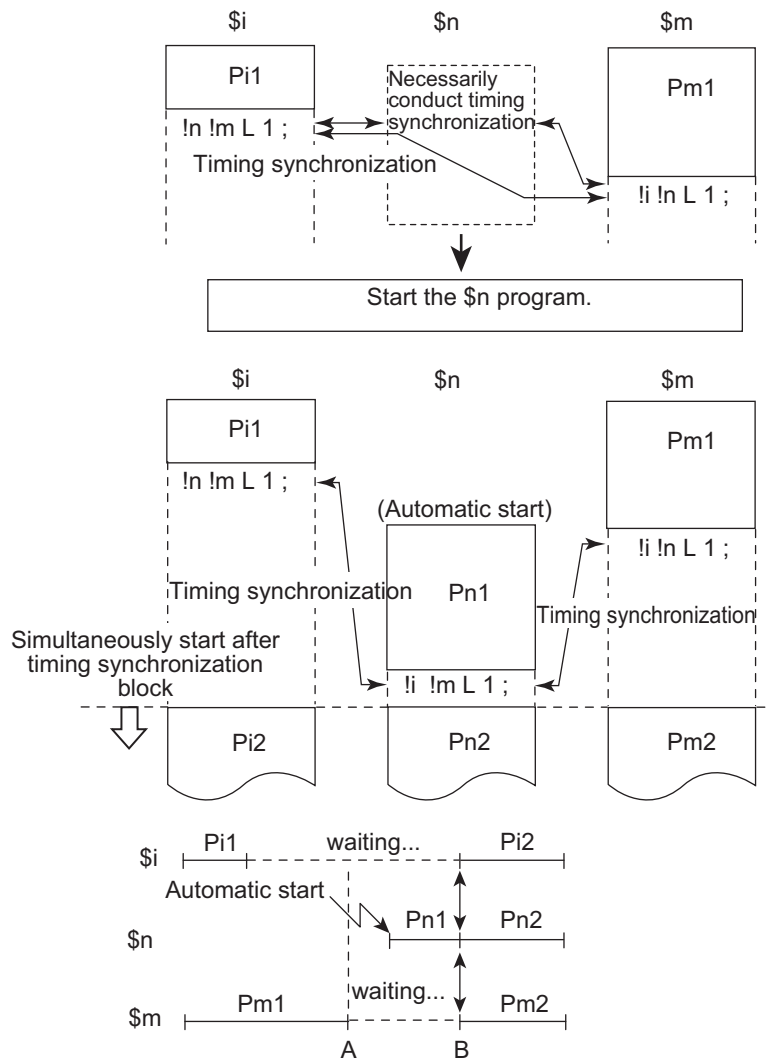 $i $n $m
Pi1
Necessarily
conduct timing
synchronization
Pm1
!n !m L 1 ;
Timing synchronization
!i !n L 1 ;
Start the $n program.
$i $n $m
Pi1
Pm1
!n !m L 1 ;
(Automatic start)
!i !n L 1 ;
Timing synchronization
Pn1
Timing synchronization
Simultaneously start after
timing synchronization
block
!i !m L 1 ;
Pi2 Pn2 Pm2
Pi1 waiting... Pi2
$i
Automatic start
Pn1 Pn2
$n
waiting...
Pm1 Pm2
$m
A B